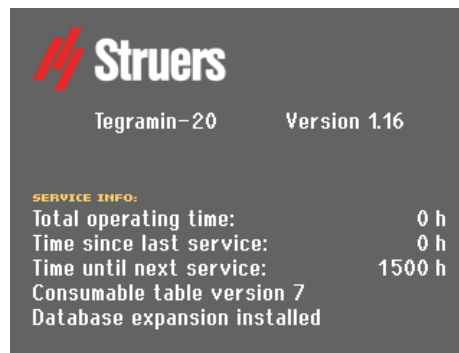 Struers
Tegramin-20 Version 1.16
SERVICE INFO:
Total operating time: 0 h
Time since last service: 0 h
Time until next service: 1500 h
Consumable table version 7
Database expansion installed